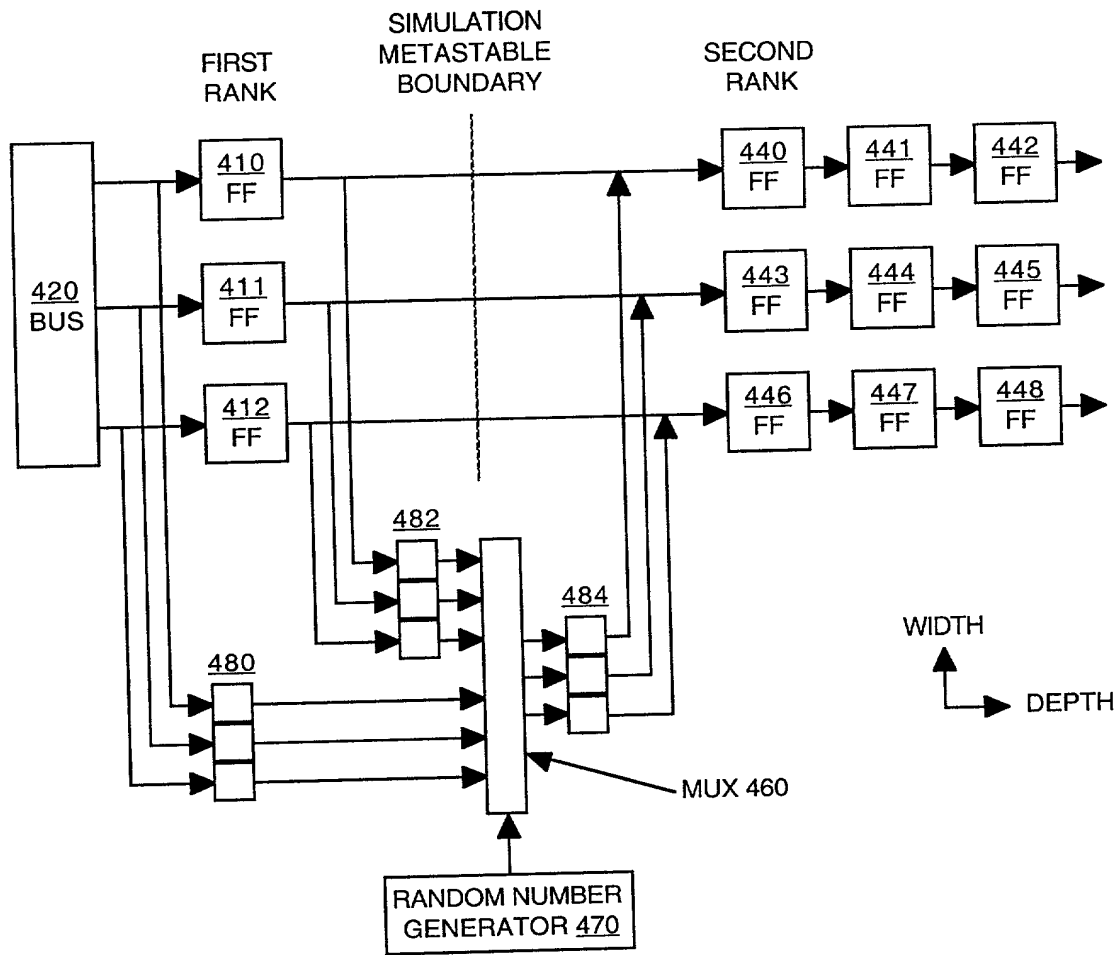 SIMULATION
METASTABLE
BOUNDARY
FIRST
RANK
SECOND
RANK
420
BUS
410
FF
440
FF
441
FF
442
FF
411
FF
443
FF
444
FF
445
FF
412
FF
446
FF
447
FF
448
FF
482
484
480
WIDTH
DEPTH
MUX 460
RANDOM NUMBER
GENERATOR 470